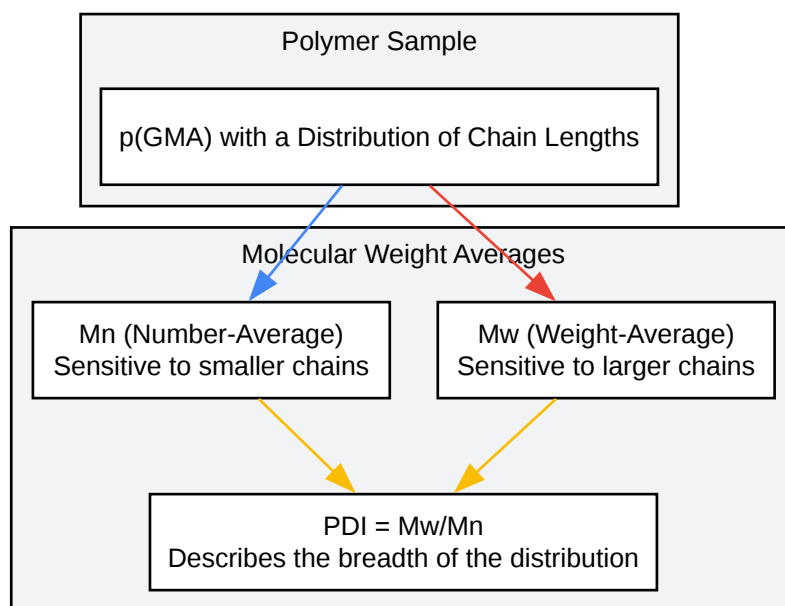 Polymer Sample
p(GMA) with a Distribution of Chain Lengths
Molecular Weight Averages
Mn (Number-Average)
Sensitive to smaller chains
Mw (Weight-Average)
Sensitive to larger chains
PDI = Mw/Mn
Describes the breadth of the distribution